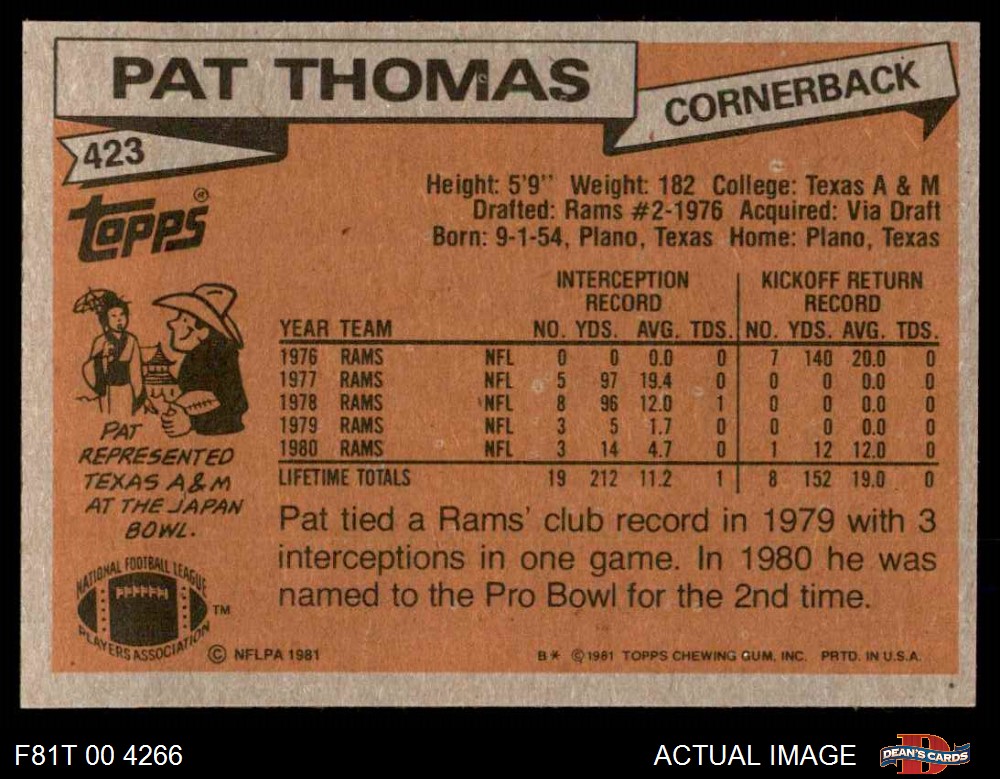 PAT THOMAS
CORNERBACK
423
TOPPS®
Height: 5'9" Weight: 182 College: Texas A & M
Drafted: Rams #2-1976 Acquired: Via Draft
Born: 9-1-54, Plano, Texas Home: Plano, Texas
INTERCEPTION RECORD KICKOFF RETURN RECORD
YEAR TEAM NO. YDS. AVG. TDS. NO. YDS. AVG. TDS.
1976 RAMS NFL 0 0 0.0 0 7 140 20.0 0
1977 RAMS NFL 5 97 19.4 0 0 0 0.0 0
1978 RAMS NFL 8 96 12.0 1 0 0 0.0 0
1979 RAMS NFL 3 5 1.7 0 0 0 0.0 0
1980 RAMS NFL 3 14 4.7 0 1 12 12.0 0
LIFETIME TOTALS 19 212 11.2 1 8 152 19.0 0
PAT
REPRESENTED
TEXAS A & M
AT THE JAPAN
BOWL.
Pat tied a Rams' club record in 1979 with 3
interceptions in one game. In 1980 he was
named to the Pro Bowl for the 2nd time.
NATIONAL FOOTBALL LEAGUE
PLAYERS ASSOCIATION
TM
© NFLPA 1981
B* ©1981 TOPPS CHEWING GUM, INC. PRTD. IN U.S.A.
F81T 00 4266
ACTUAL IMAGE
D
DEAN'S CARDS